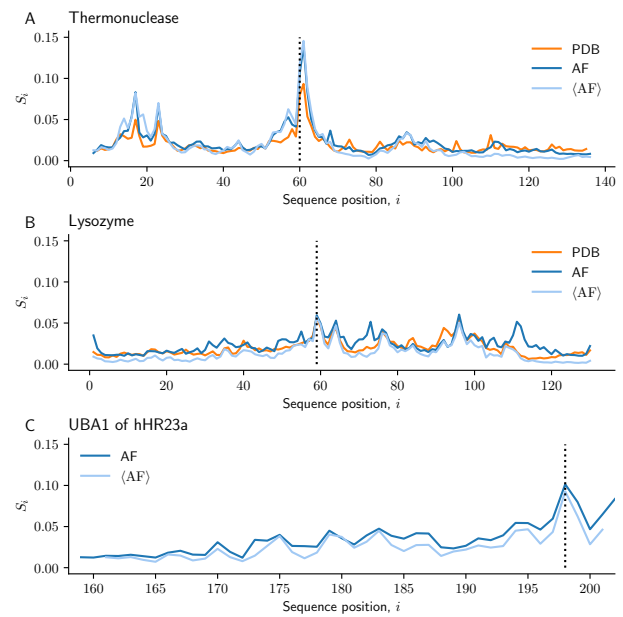 A Thermonuclease
0.15
0.10
0.05
0.00
S_i
PDB
AF
⟨AF⟩
0 20 40 60 80 100 120 140
Sequence position, i
B Lysozyme
0.15
0.10
0.05
0.00
S_i
PDB
AF
⟨AF⟩
0 20 40 60 80 100 120
Sequence position, i
C UBA1 of hHR23a
0.15
0.10
0.05
0.00
S_i
AF
⟨AF⟩
160 165 170 175 180 185 190 195 200
Sequence position, i